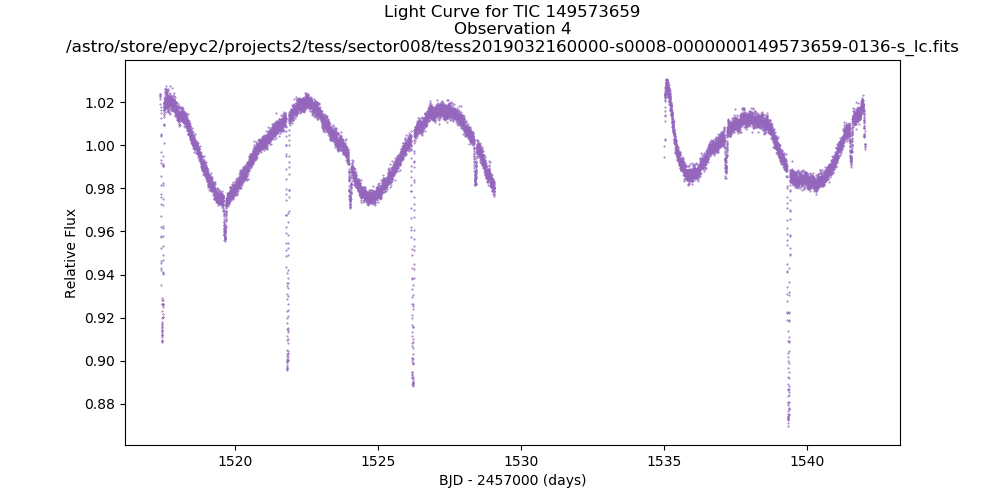 Light Curve for TIC 149573659
Observation 4
/astro/store/epyc2/projects2/tess/sector008/tess2019032160000-s0008-0000000149573659-0136-s_lc.fits
1.02
1.00
0.98
0.96
0.94
0.92
0.90
0.88
Relative Flux
1520
1525
1530
1535
1540
BJD - 2457000 (days)